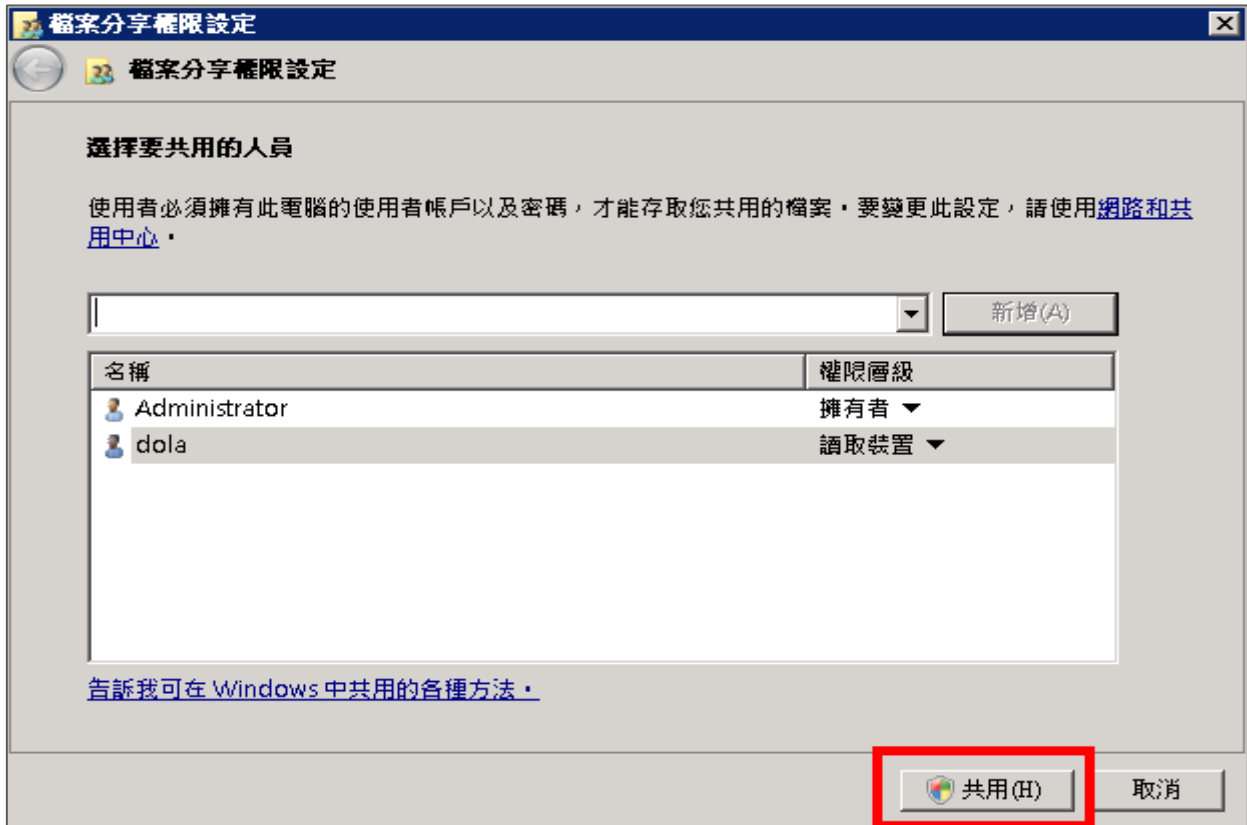 檔案分享權限設定
檔案分享權限設定
選擇要共用的人員
使用者必須擁有此電腦的使用者帳戶以及密碼，才能存取您共用的檔案。要變更此設定，請使用網路和共
用中心。
新增(A)
名稱 權限層級
Administrator 擁有者
dola 讀取裝置
告訴我可在 Windows 中共用的各種方法。
共用(H) 取消